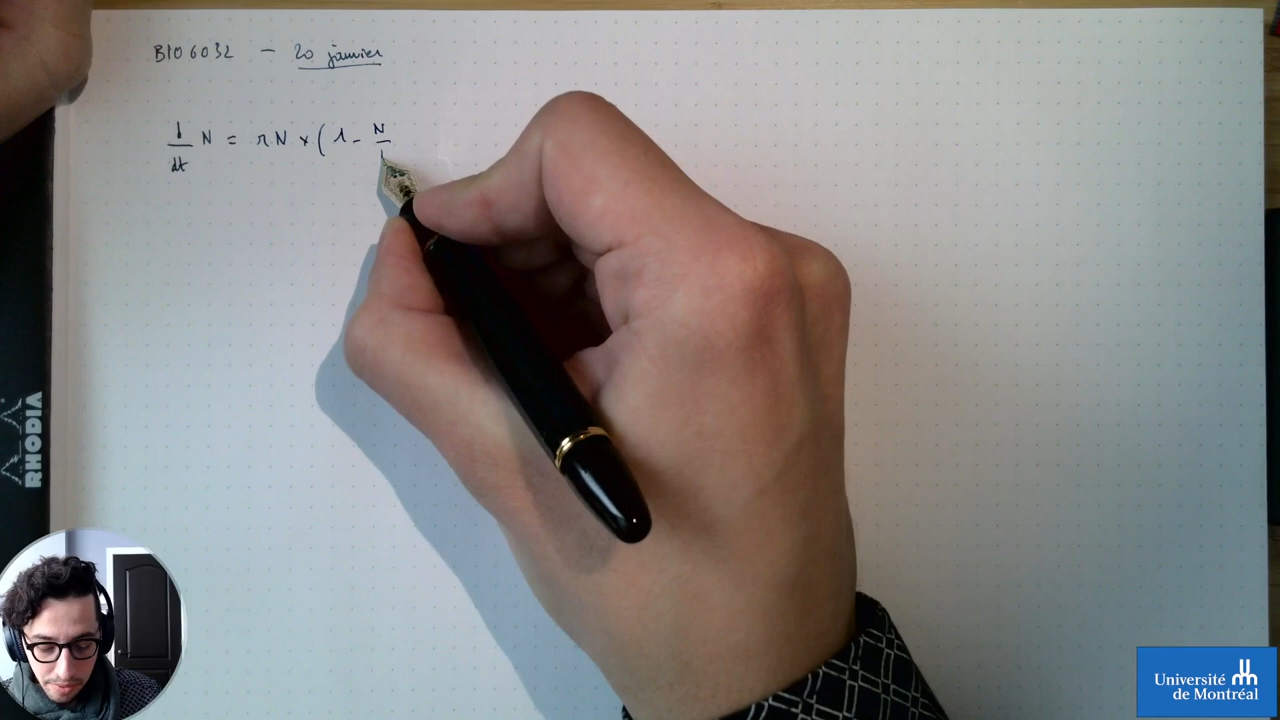 BIO 6032 — 20 janvier
d/dt N = rN × (1 - N/
RHODIA
Université
de Montréal